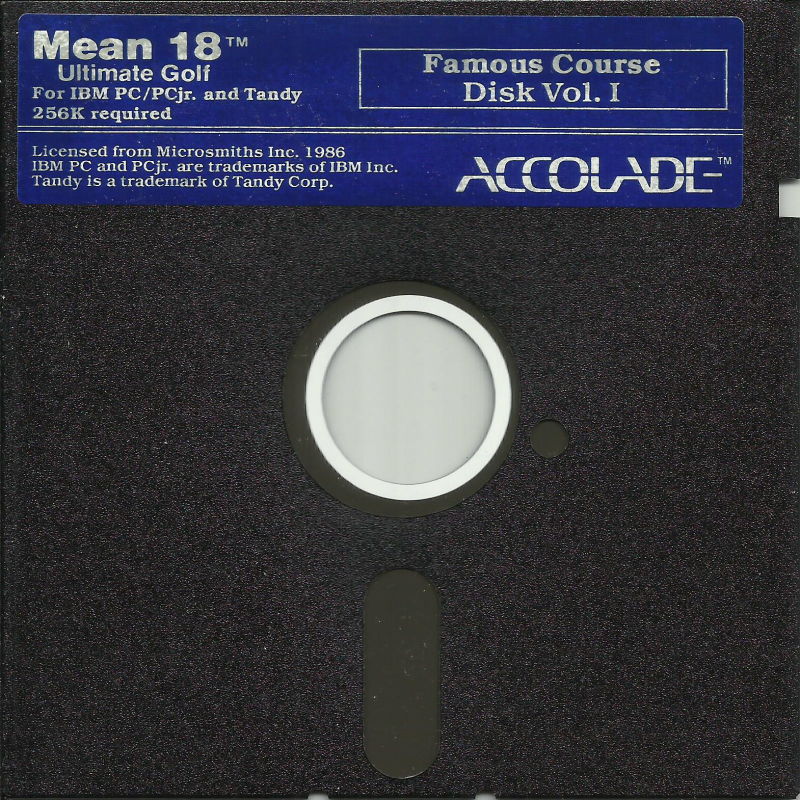 Mean 18™
Ultimate Golf
For IBM PC/PCjr. and Tandy
256K required
Famous Course
Disk Vol. I
Licensed from Microsmiths Inc. 1986
IBM PC and PCjr. are trademarks of IBM Inc.
Tandy is a trademark of Tandy Corp.
ACCOLADE™